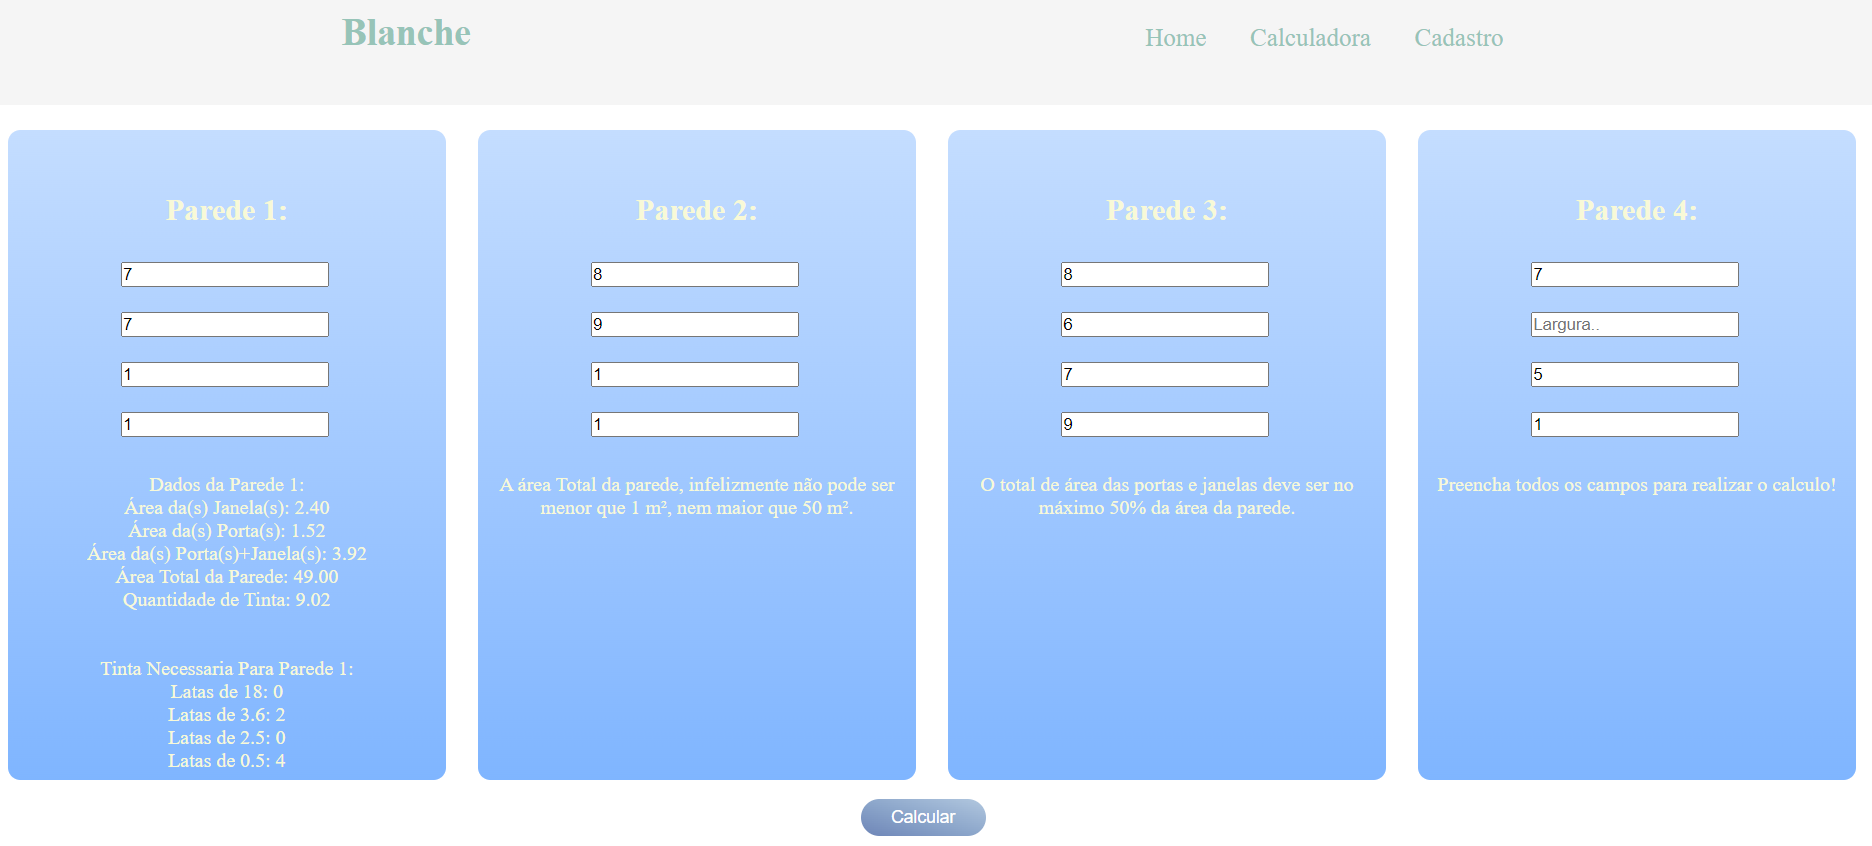 Blanche
Home Calculadora Cadastro
Parede 1:
7
7
1
1
Dados da Parede 1:
Área da(s) Janela(s): 2.40
Área da(s) Porta(s): 1.52
Área da(s) Porta(s)+Janela(s): 3.92
Área Total da Parede: 49.00
Quantidade de Tinta: 9.02
Tinta Necessaria Para Parede 1:
Latas de 18: 0
Latas de 3.6: 2
Latas de 2.5: 0
Latas de 0.5: 4
Parede 2:
8
9
1
1
A área Total da parede, infelizmente não pode ser
menor que 1 m², nem maior que 50 m².
Parede 3:
8
6
7
9
O total de área das portas e janelas deve ser no
máximo 50% da área da parede.
Parede 4:
7
Largura..
5
1
Preencha todos os campos para realizar o calculo!
Calcular